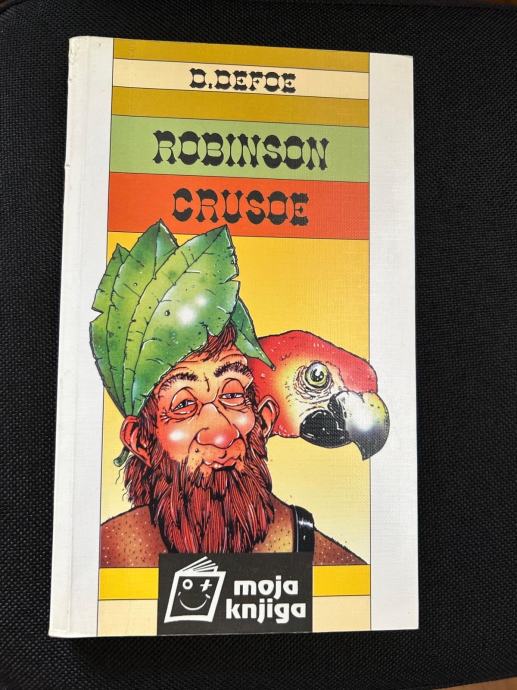 D.DEFOE
ROBINSON
CRUSOE
moja
knjiga